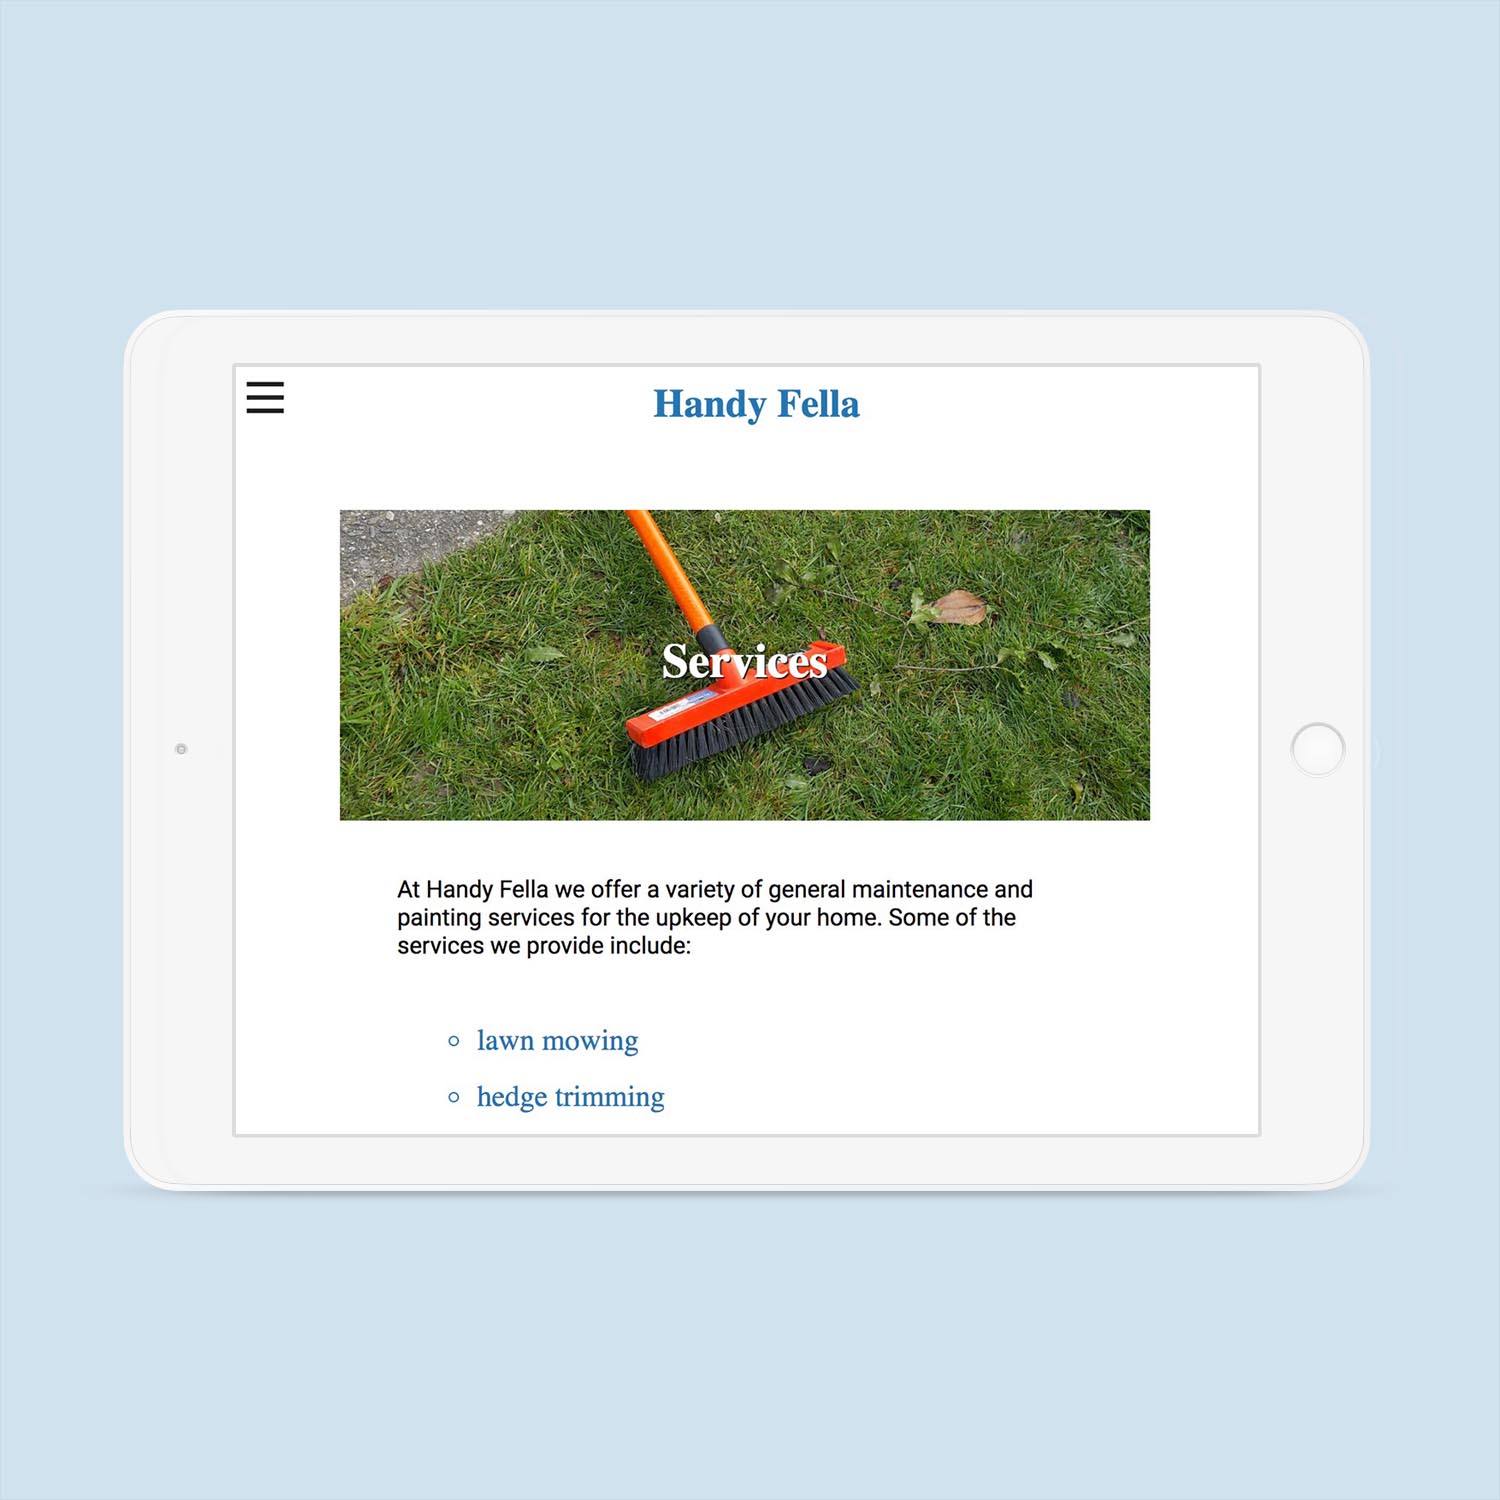 Handy Fella
Services
At Handy Fella we offer a variety of general maintenance and
painting services for the upkeep of your home. Some of the
services we provide include:
lawn mowing
hedge trimming